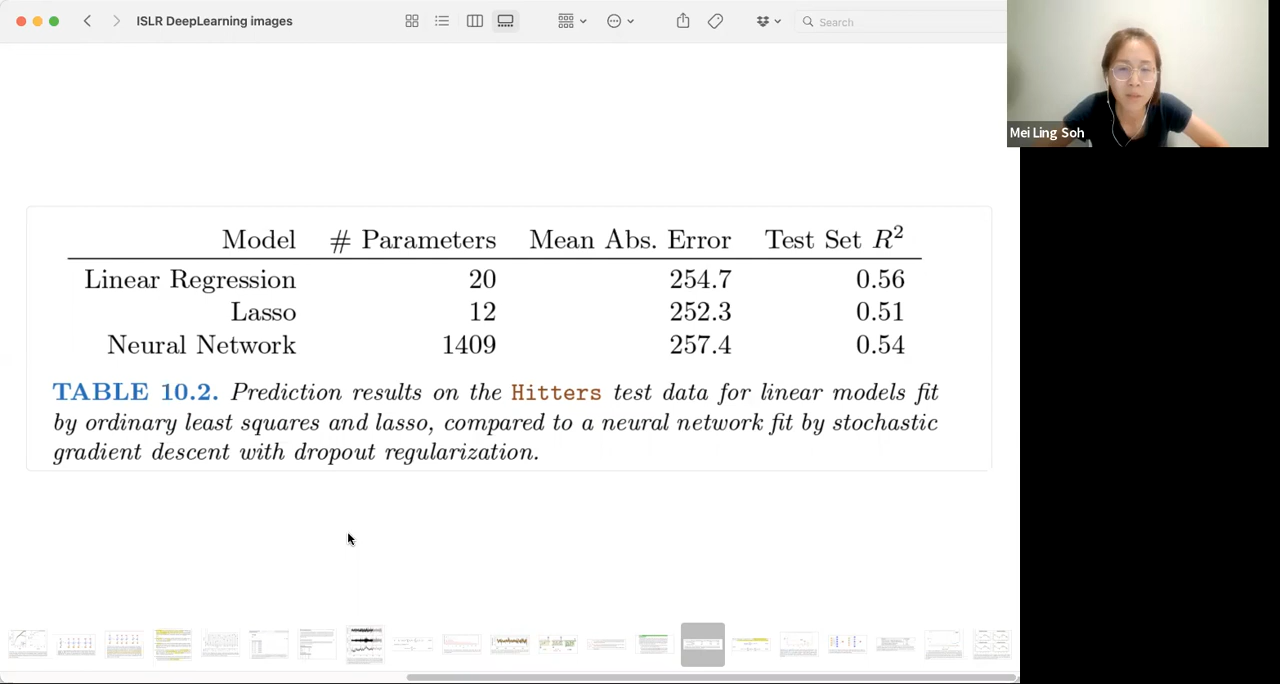 ISLR DeepLearning images
Search
Mei Ling Soh
Model # Parameters Mean Abs. Error Test Set R²
Linear Regression 20 254.7 0.56
Lasso 12 252.3 0.51
Neural Network 1409 257.4 0.54
TABLE 10.2. Prediction results on the Hitters test data for linear models fit
by ordinary least squares and lasso, compared to a neural network fit by stochastic
gradient descent with dropout regularization.